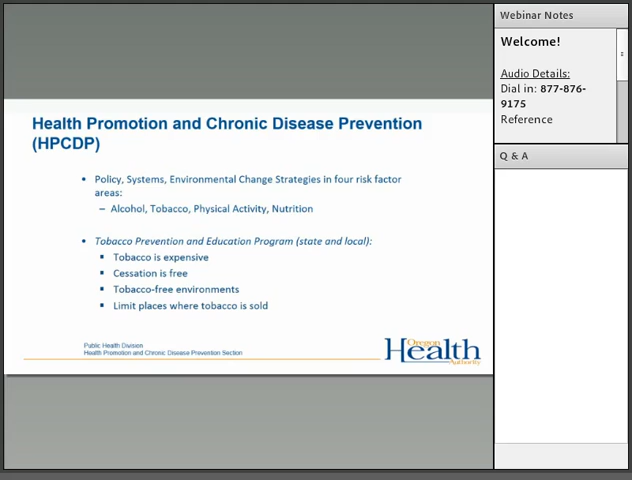 Health Promotion and Chronic Disease Prevention
(HPCDP)
• Policy, Systems, Environmental Change Strategies in four risk factor
areas:
– Alcohol, Tobacco, Physical Activity, Nutrition
• Tobacco Prevention and Education Program (state and local):
▪ Tobacco is expensive
▪ Cessation is free
▪ Tobacco-free environments
▪ Limit places where tobacco is sold
Public Health Division
Health Promotion and Chronic Disease Prevention Section
Oregon
Health
Authority
Webinar Notes
Welcome!
Audio Details:
Dial in: 877-876-
9175
Reference
Q & A